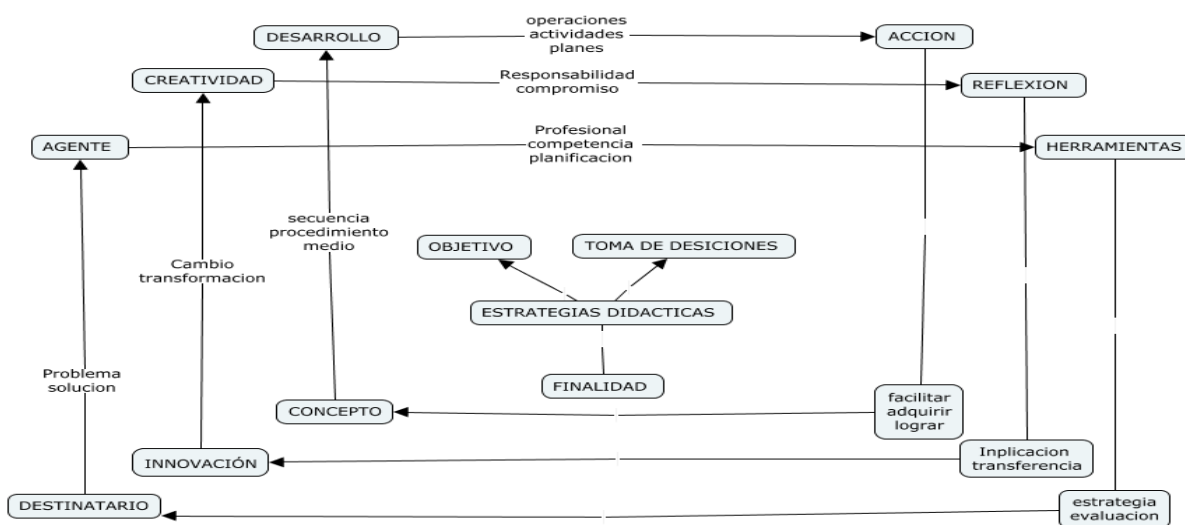 operaciones
actividades
planes
DESARROLLO
ACCION
CREATIVIDAD
Responsabilidad
compromiso
REFLEXION
AGENTE
Profesional
competencia
planificacion
HERRAMIENTAS
secuencia
procedimiento
medio
OBJETIVO
TOMA DE DESICIONES
Cambio
transformacion
ESTRATEGIAS DIDACTICAS
Problema
solucion
FINALIDAD
CONCEPTO
facilitar
adquirir
lograr
INNOVACIÓN
Inplicacion
transferencia
DESTINATARIO
estrategia
evaluacion